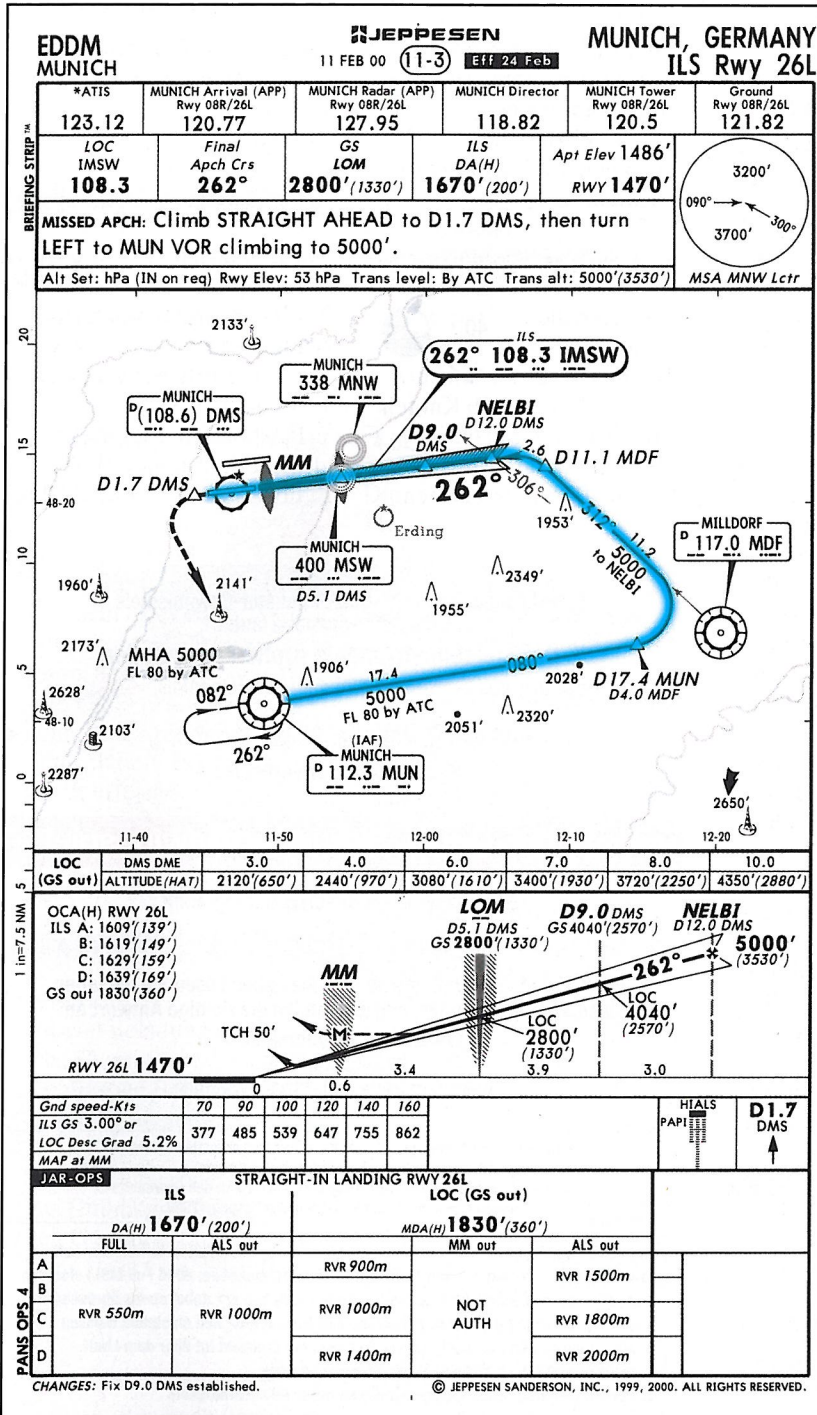 EDDM
MUNICH
JEPPESEN
11 FEB 00 11-3 Eff 24 Feb
MUNICH, GERMANY
ILS Rwy 26L
BRIEFING STRIP™
*ATIS
123.12
MUNICH Arrival (APP)
Rwy 08R/26L
120.77
MUNICH Radar (APP)
Rwy 08R/26L
127.95
MUNICH Director
118.82
MUNICH Tower
Rwy 08R/26L
120.5
Ground
Rwy 08R/26L
121.82
LOC
IMSW
108.3
Final
Apch Crs
262°
GS
LOM
2800'(1330')
ILS
DA(H)
1670'(200')
Apt Elev 1486'
RWY 1470'
MISSED APCH: Climb STRAIGHT AHEAD to D1.7 DMS, then turn
LEFT to MUN VOR climbing to 5000'.
Alt Set: hPa (IN on req) Rwy Elev: 53 hPa Trans level: By ATC Trans alt: 5000'(3530')
3200'
090°
300°
3700'
MSA MNW Lctr
20
15
10
5
0
5
1 in=7.5 NM
2133'
MUNICH
338 MNW
ILS
262° 108.3 IMSW
MUNICH
D (108.6) DMS
D9.0
DMS
NELBI
D12.0 DMS
2.6
D11.1 MDF
MM
D1.7 DMS
262°
306°
1953'
312°
11.2
5000
to NELBI
48-20
Erding
MUNICH
400 MSW
D5.1 DMS
MILLDORF
D 117.0 MDF
1960'
2141'
2349'
1955'
2173'
MHA 5000
FL 80 by ATC
1906'
17.4
5000
FL 80 by ATC
080°
2028'
D17.4 MUN
D4.0 MDF
2628'
48-10
2103'
082°
262°
2051'
2320'
(IAF)
MUNICH
D 112.3 MUN
2287'
2650'
11-40 11-50 12-00 12-10 12-20
LOC
(GS out)
DMS DME 3.0 4.0 6.0 7.0 8.0 10.0
ALTITUDE(HAT) 2120'(650') 2440'(970') 3080'(1610') 3400'(1930') 3720'(2250') 4350'(2880')
OCA(H) RWY 26L
ILS A: 1609'(139')
B: 1619'(149')
C: 1629'(159')
D: 1639'(169')
GS out 1830'(360')
LOM
D5.1 DMS
GS 2800'(1330')
D9.0 DMS
GS 4040'(2570')
NELBI
D12.0 DMS
5000'
(3530')
262°
MM
M
TCH 50'
LOC
2800'
(1330')
LOC
4040'
(2570')
RWY 26L 1470'
0 0.6 3.4 3.9 3.0
Gnd speed-Kts 70 90 100 120 140 160
ILS GS 3.00° or
LOC Desc Grad 5.2% 377 485 539 647 755 862
MAP at MM
HIALS
PAPI
D1.7
DMS
JAR-OPS
STRAIGHT-IN LANDING RWY 26L
ILS
LOC (GS out)
DA(H) 1670'(200')
MDA(H) 1830'(360')
FULL
ALS out
MM out
ALS out
A
B
C
D
RVR 550m
RVR 1000m
RVR 900m
RVR 1000m
RVR 1400m
NOT
AUTH
RVR 1500m
RVR 1800m
RVR 2000m
PANS OPS 4
CHANGES: Fix D9.0 DMS established.
© JEPPESEN SANDERSON, INC., 1999, 2000. ALL RIGHTS RESERVED.